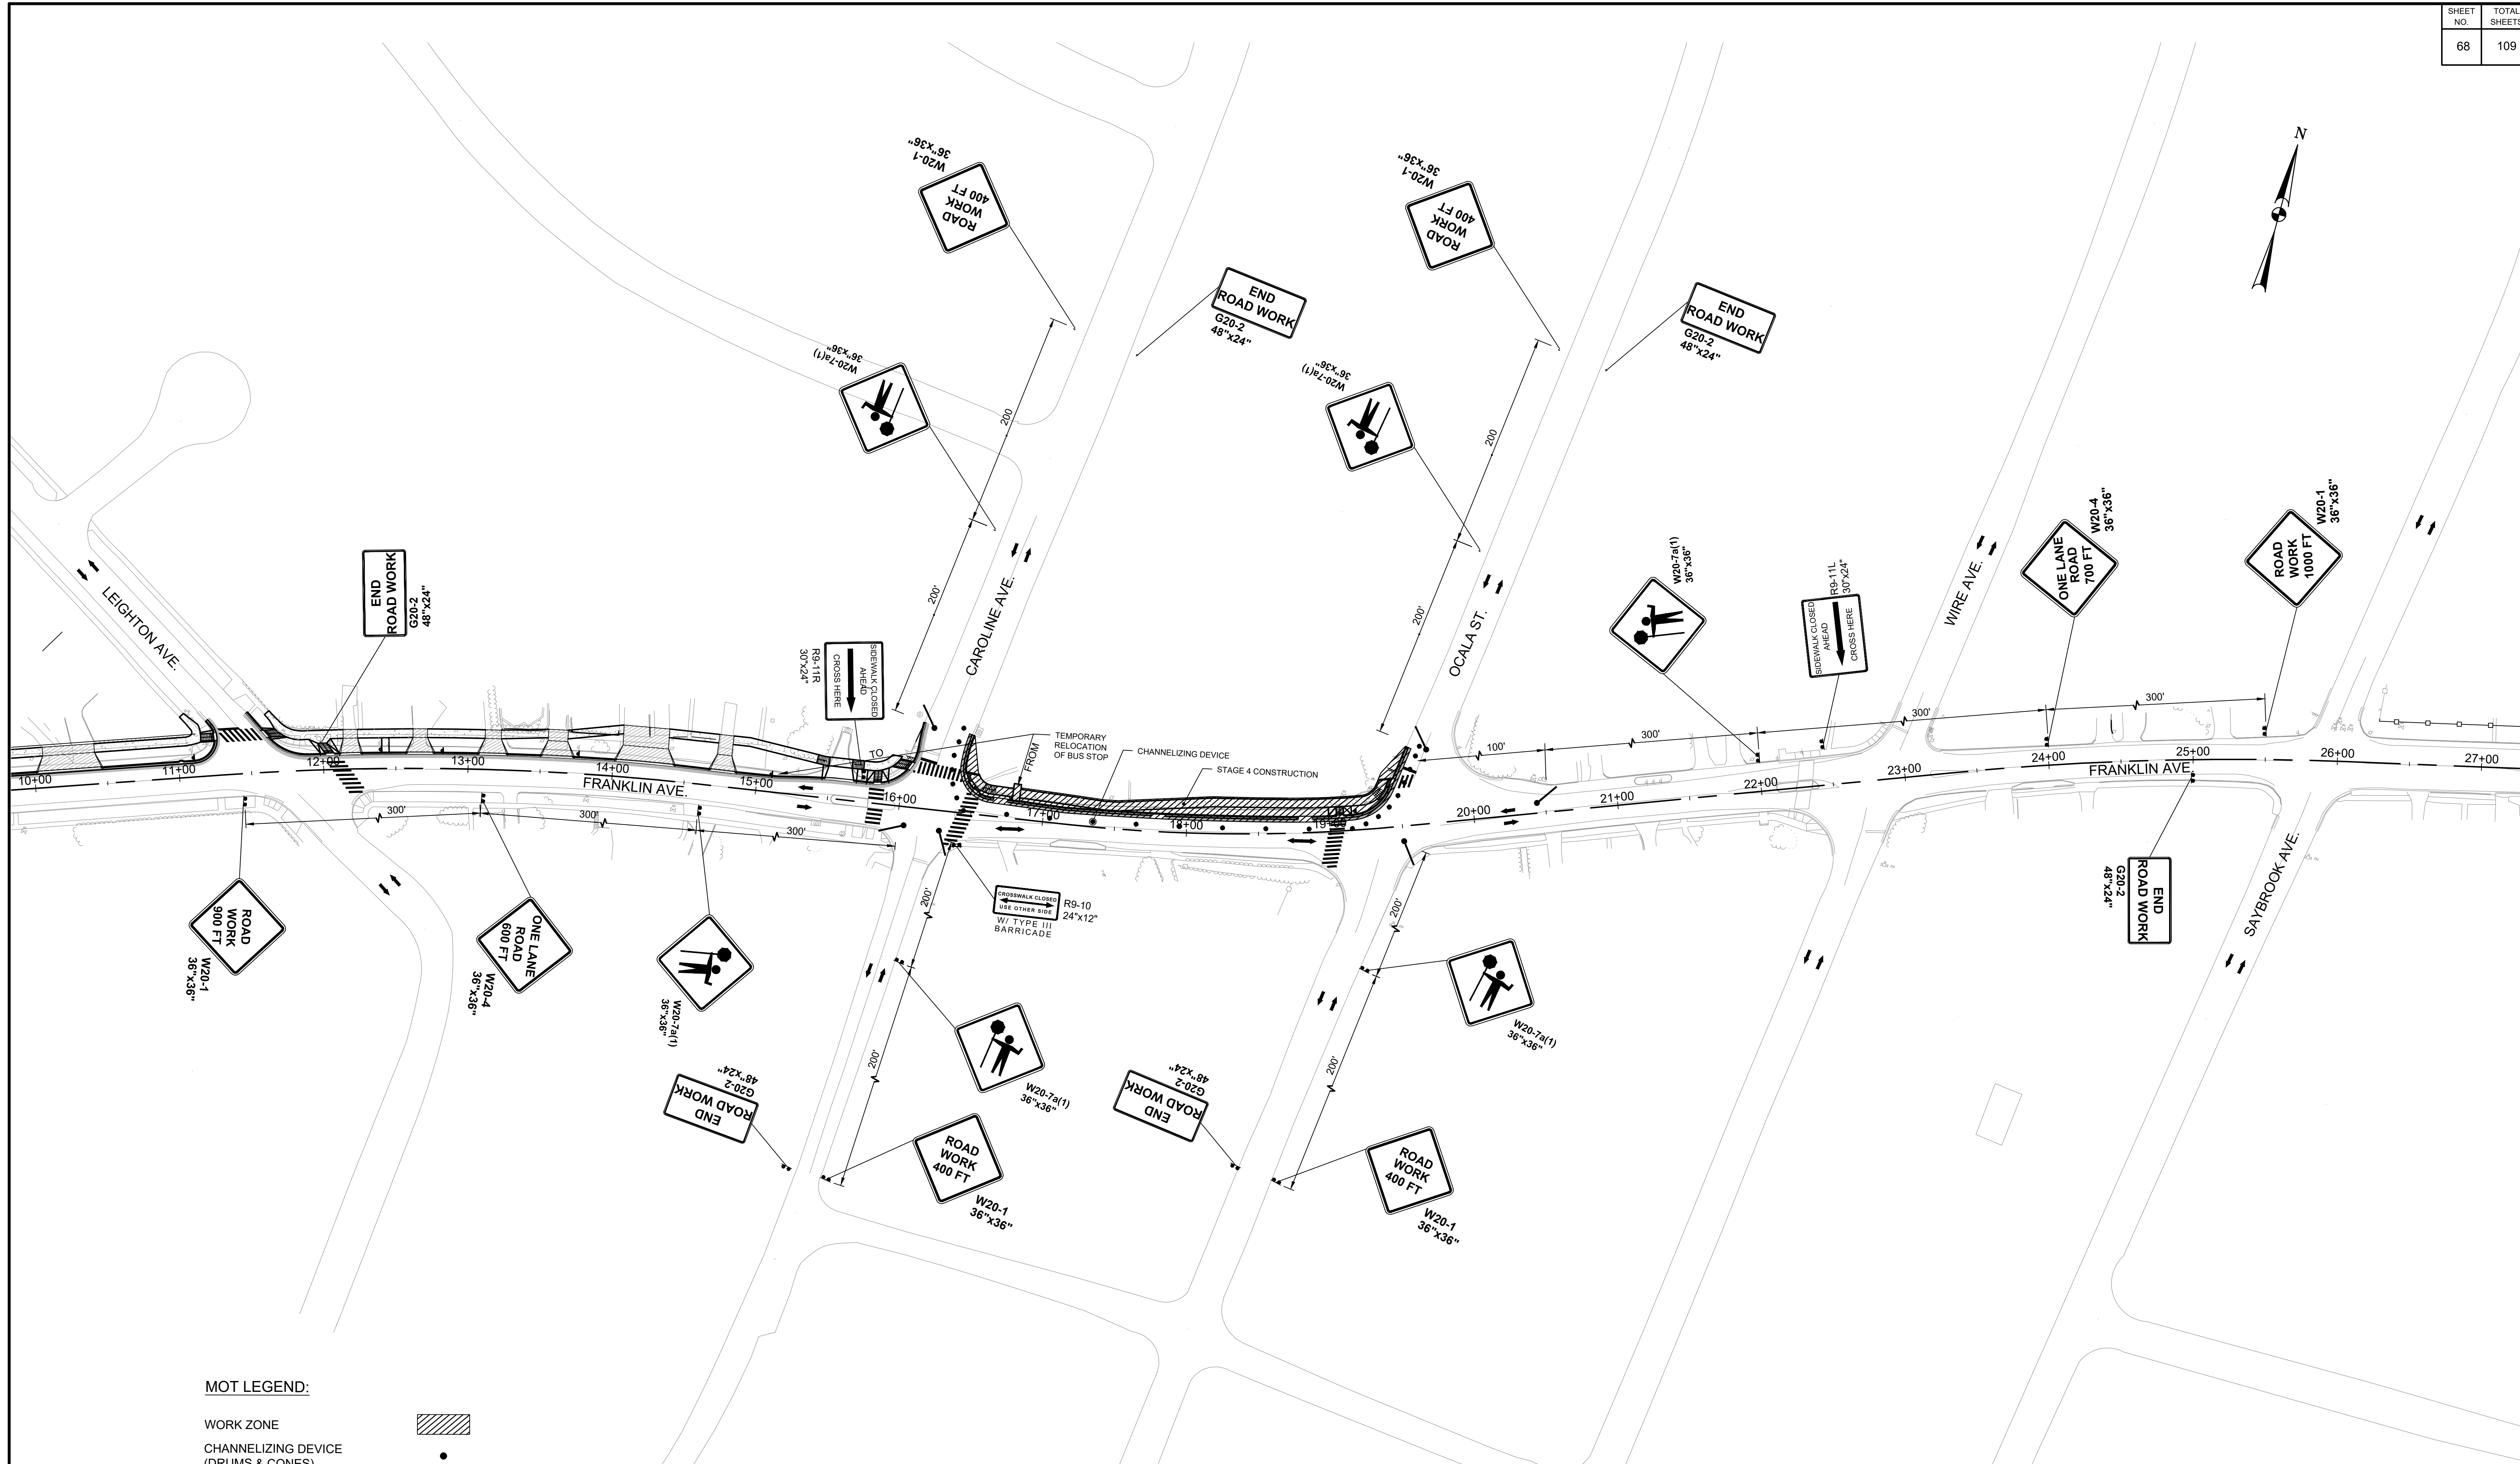 SHEET
NO.
TOTAL
SHEETS
68
109
N
W20-1
36"x36"
ROAD
WORK
400 FT
W20-1
36"x36"
ROAD
WORK
400 FT
END
ROAD WORK
G20-2
48"x24"
END
ROAD WORK
G20-2
48"x24"
W20-7a(1)
36"x36"
W20-7a(1)
36"x36"
200
200'
200
200'
LEIGHTON AVE.
END
ROAD WORK
G20-2
48"x24"
SIDEWALK CLOSED
AHEAD
CROSS HERE
R9-11R
30"x24"
CAROLINE AVE.
OCALA ST.
W20-7a(1)
36"x36"
SIDEWALK CLOSED
AHEAD
CROSS HERE
R9-11L
30"x24"
WIRE AVE.
ONE LANE
ROAD
700 FT
W20-4
36"x36"
ROAD
WORK
1000 FT
W20-1
36"x36"
TO
FROM
TEMPORARY
RELOCATION
OF BUS STOP
CHANNELIZING DEVICE
STAGE 4 CONSTRUCTION
100'
300'
300'
300'
10+00
11+00
12+00
13+00
14+00
15+00
16+00
17+00
18+00
19+00
20+00
21+00
22+00
23+00
24+00
25+00
26+00
27+00
FRANKLIN AVE.
FRANKLIN AVE.
300'
300'
300'
ROAD
WORK
900 FT
W20-1
36"x36"
ONE LANE
ROAD
600 FT
W20-4
36"x36"
W20-7a(1)
36"x36"
CROSSWALK CLOSED
USE OTHER SIDE
R9-10
24"x12"
W/ TYPE III
BARRICADE
200'
200'
200'
200'
END
ROAD WORK
G20-2
48"x24"
SAYBROOK AVE.
W20-7a(1)
36"x36"
W20-7a(1)
36"x36"
G20-2
48"x24"
END
ROAD WORK
G20-2
48"x24"
END
ROAD WORK
ROAD
WORK
400 FT
W20-1
36"x36"
ROAD
WORK
400 FT
W20-1
36"x36"
MOT LEGEND:
WORK ZONE
CHANNELIZING DEVICE
(DRUMS & CONES)